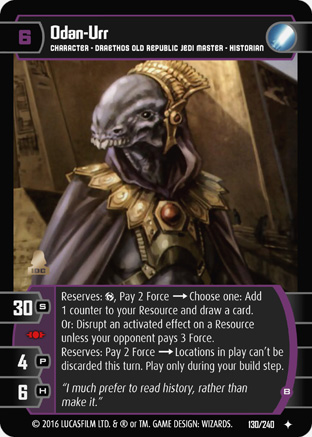 6
Odan-Urr
CHARACTER - DRAETHOS OLD REPUBLIC JEDI MASTER - HISTORIAN
30 S
4 P
6 H
Reserves: , Pay 2 Force → Choose one: Add
1 counter to your Resource and draw a card.
Or: Disrupt an activated effect on a Resource
unless your opponent pays 3 Force.
Reserves: Pay 2 Force → Locations in play can't be
discarded this turn. Play only during your build step.
"I much prefer to read history, rather than
make it."
B
© 2016 LUCASFILM LTD. & ® OR TM. GAME DESIGN: WIZARDS. 130/240